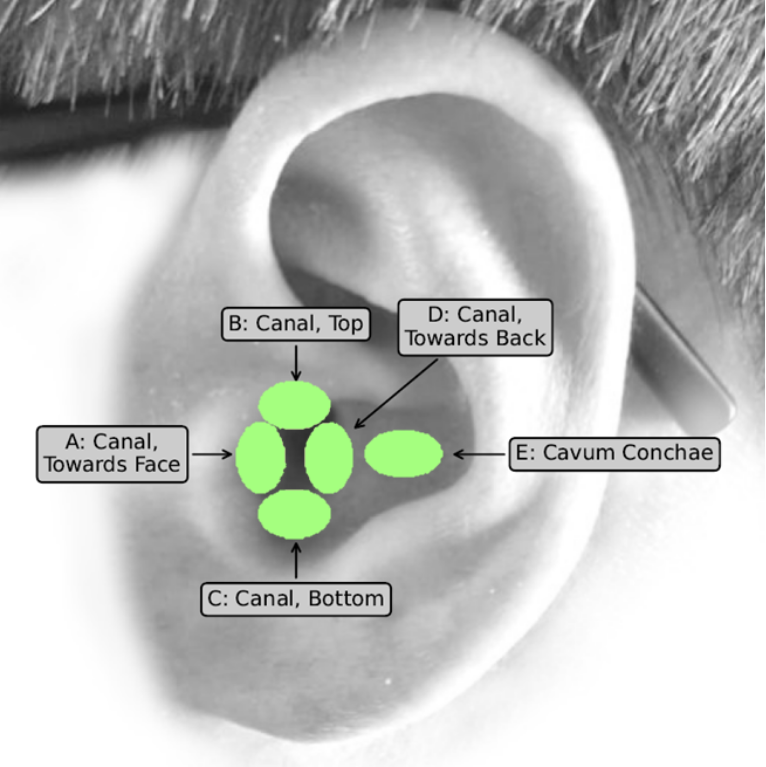 B: Canal, Top
D: Canal,
Towards Back
A: Canal,
Towards Face
E: Cavum Conchae
C: Canal, Bottom